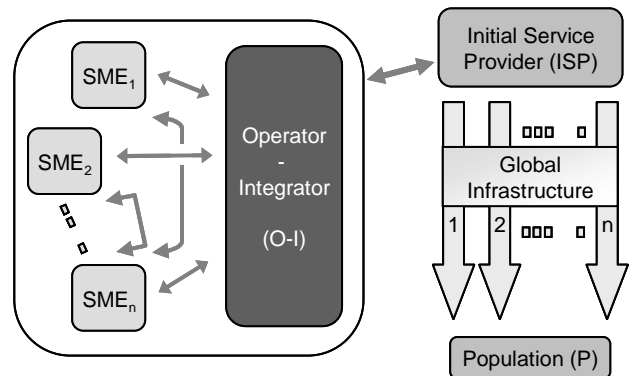 SME₁
SME₂
SMEₙ
Operator
-
Integrator
(O-I)
Initial Service
Provider (ISP)
Global
Infrastructure
1 2 n
Population (P)